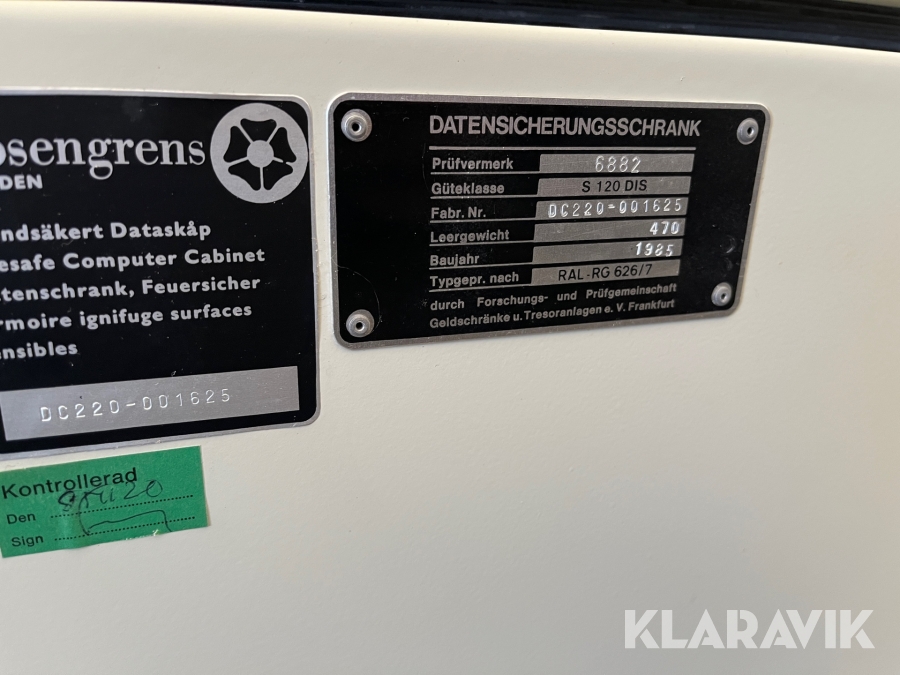 osengrens
DEN
ndsäkert Dataskåp
esafe Computer Cabinet
tenschrank, Feuersicher
rmoire ignifuge surfaces
nsibles
DC220-001625
Kontrollerad
Den
Sign
DATENSICHERUNGSSCHRANK
Prüfvermerk 6882
Güteklasse S 120 DIS
Fabr. Nr. DC220-001625
Leergewicht 470
Baujahr 1985
Typgepr. nach RAL-RG 626/7
durch Forschungs- und Prüfgemeinschaft
Geldschränke u. Tresoranlagen e. V. Frankfurt
KLARAVIK